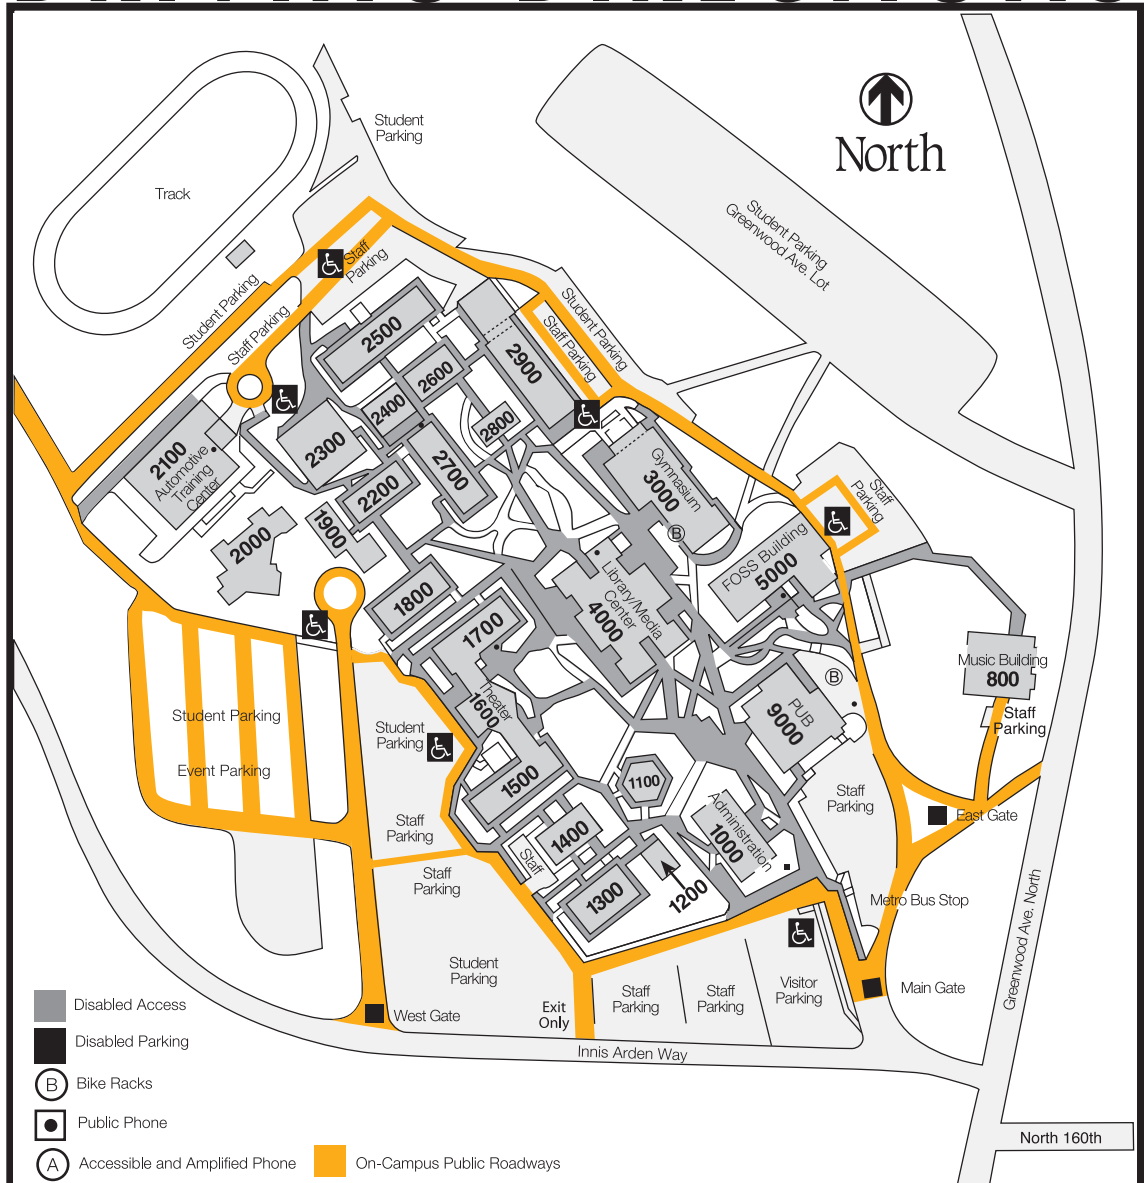 North
Student
Parking
Track
Student Parking
Greenwood Ave. Lot
Staff
Parking
Student Parking
Staff Parking
Student Parking
Staff Parking
2500
2600
2900
2400
2800
2300
2700
2200
2100
Automotive
Training
Center
2000
1900
1800
1700
Theater
1600
1500
1400
1300
1200
1100
Gymnasium
3000
B
Library/Media
Center
4000
FOSS Building
5000
Staff
Parking
Music Building
800
Staff
Parking
B
PUB
9000
Administration
1000
Staff
Parking
East Gate
Metro Bus Stop
Main Gate
Greenwood Ave. North
Student Parking
Event Parking
Student
Parking
Staff
Parking
Staff
Parking
Staff
Student
Parking
Exit
Only
Staff
Parking
Staff
Parking
Visitor
Parking
West Gate
Innis Arden Way
North 160th
Disabled Access
Disabled Parking
B Bike Racks
Public Phone
A Accessible and Amplified Phone
On-Campus Public Roadways